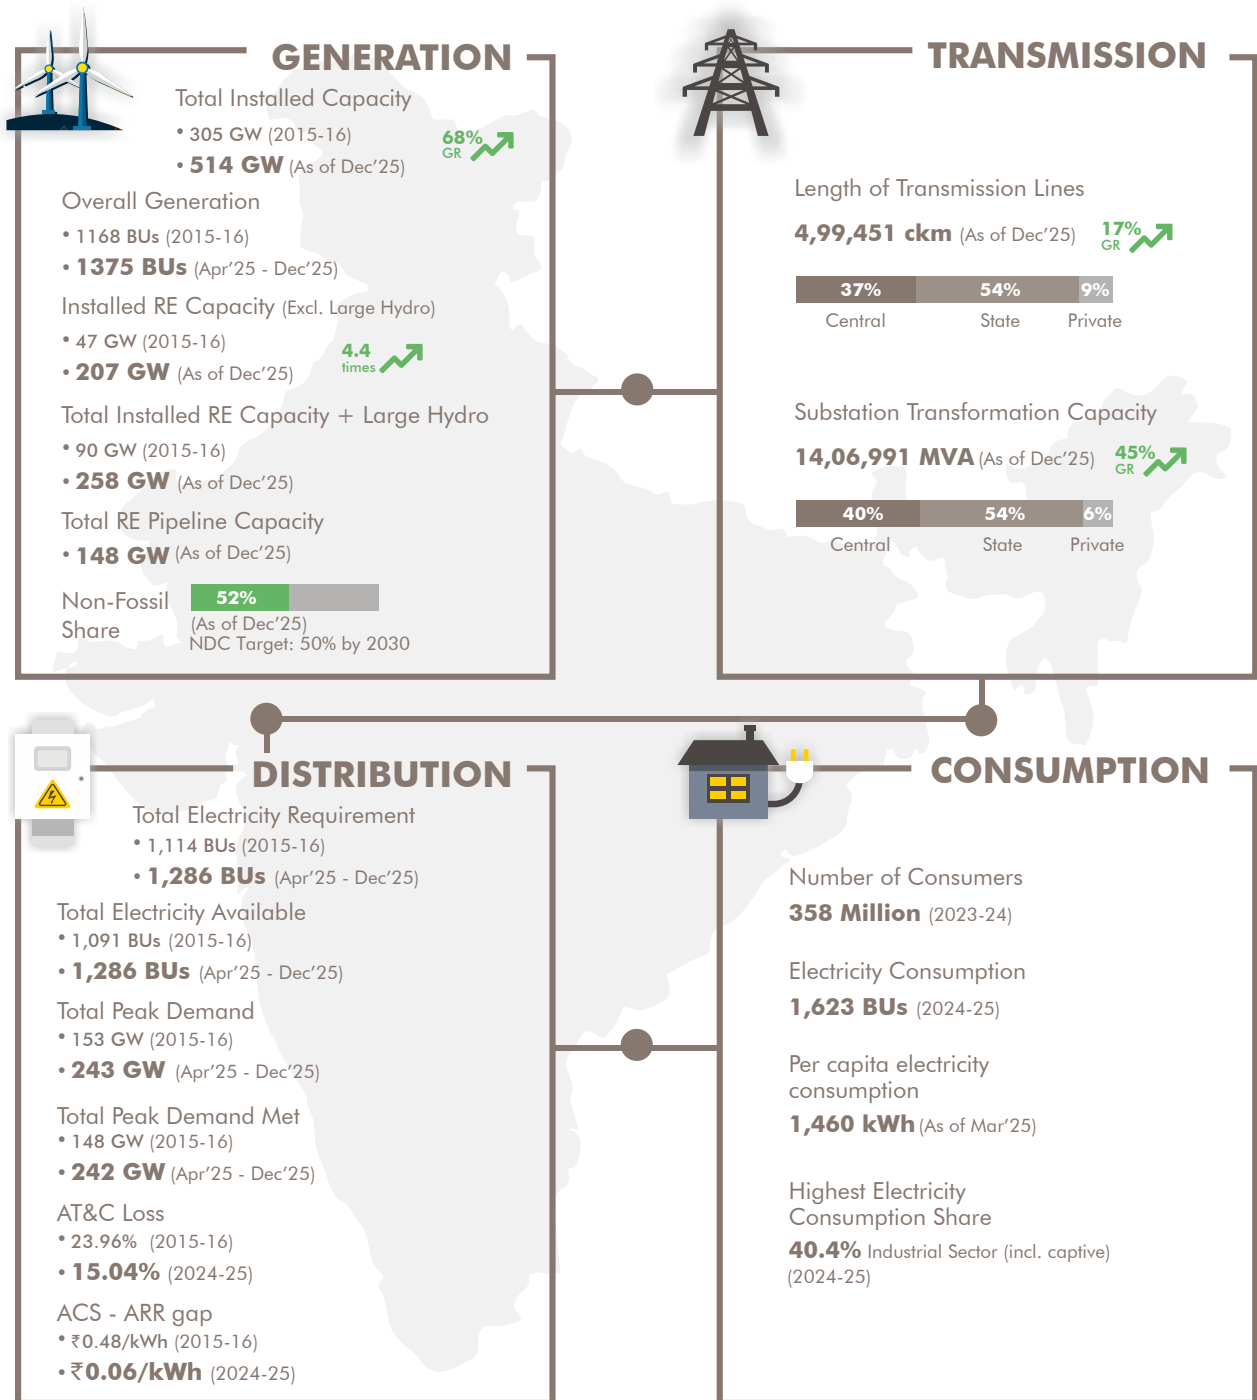 GENERATION
Total Installed Capacity
• 305 GW (2015-16)
• 514 GW (As of Dec’25)
68%
GR
Overall Generation
• 1168 BUs (2015-16)
• 1375 BUs (Apr’25 - Dec’25)
Installed RE Capacity (Excl. Large Hydro)
• 47 GW (2015-16)
• 207 GW (As of Dec’25)
4.4
times
Total Installed RE Capacity + Large Hydro
• 90 GW (2015-16)
• 258 GW (As of Dec’25)
Total RE Pipeline Capacity
• 148 GW (As of Dec’25)
Non-Fossil
Share
52%
(As of Dec’25)
NDC Target: 50% by 2030
TRANSMISSION
Length of Transmission Lines
4,99,451 ckm (As of Dec’25)
17%
GR
37% 54% 9%
Central State Private
Substation Transformation Capacity
14,06,991 MVA (As of Dec’25)
45%
GR
40% 54% 6%
Central State Private
DISTRIBUTION
Total Electricity Requirement
• 1,114 BUs (2015-16)
• 1,286 BUs (Apr’25 - Dec’25)
Total Electricity Available
• 1,091 BUs (2015-16)
• 1,286 BUs (Apr’25 - Dec’25)
Total Peak Demand
• 153 GW (2015-16)
• 243 GW (Apr’25 - Dec’25)
Total Peak Demand Met
• 148 GW (2015-16)
• 242 GW (Apr’25 - Dec’25)
AT&C Loss
• 23.96% (2015-16)
• 15.04% (2024-25)
ACS - ARR gap
• ₹0.48/kWh (2015-16)
• ₹0.06/kWh (2024-25)
CONSUMPTION
Number of Consumers
358 Million (2023-24)
Electricity Consumption
1,623 BUs (2024-25)
Per capita electricity
consumption
1,460 kWh (As of Mar’25)
Highest Electricity
Consumption Share
40.4% Industrial Sector (incl. captive)
(2024-25)